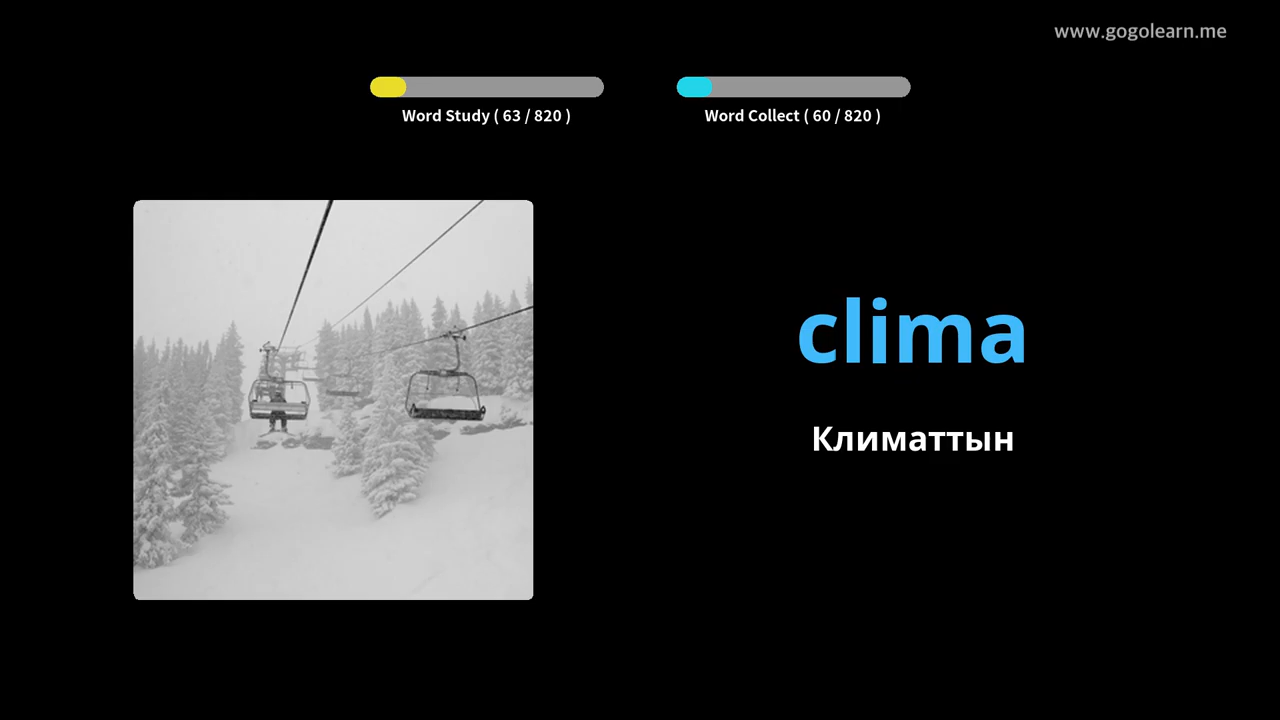 www.gogolearn.me
Word Study ( 63 / 820 )
Word Collect ( 60 / 820 )
clima
Климаттын